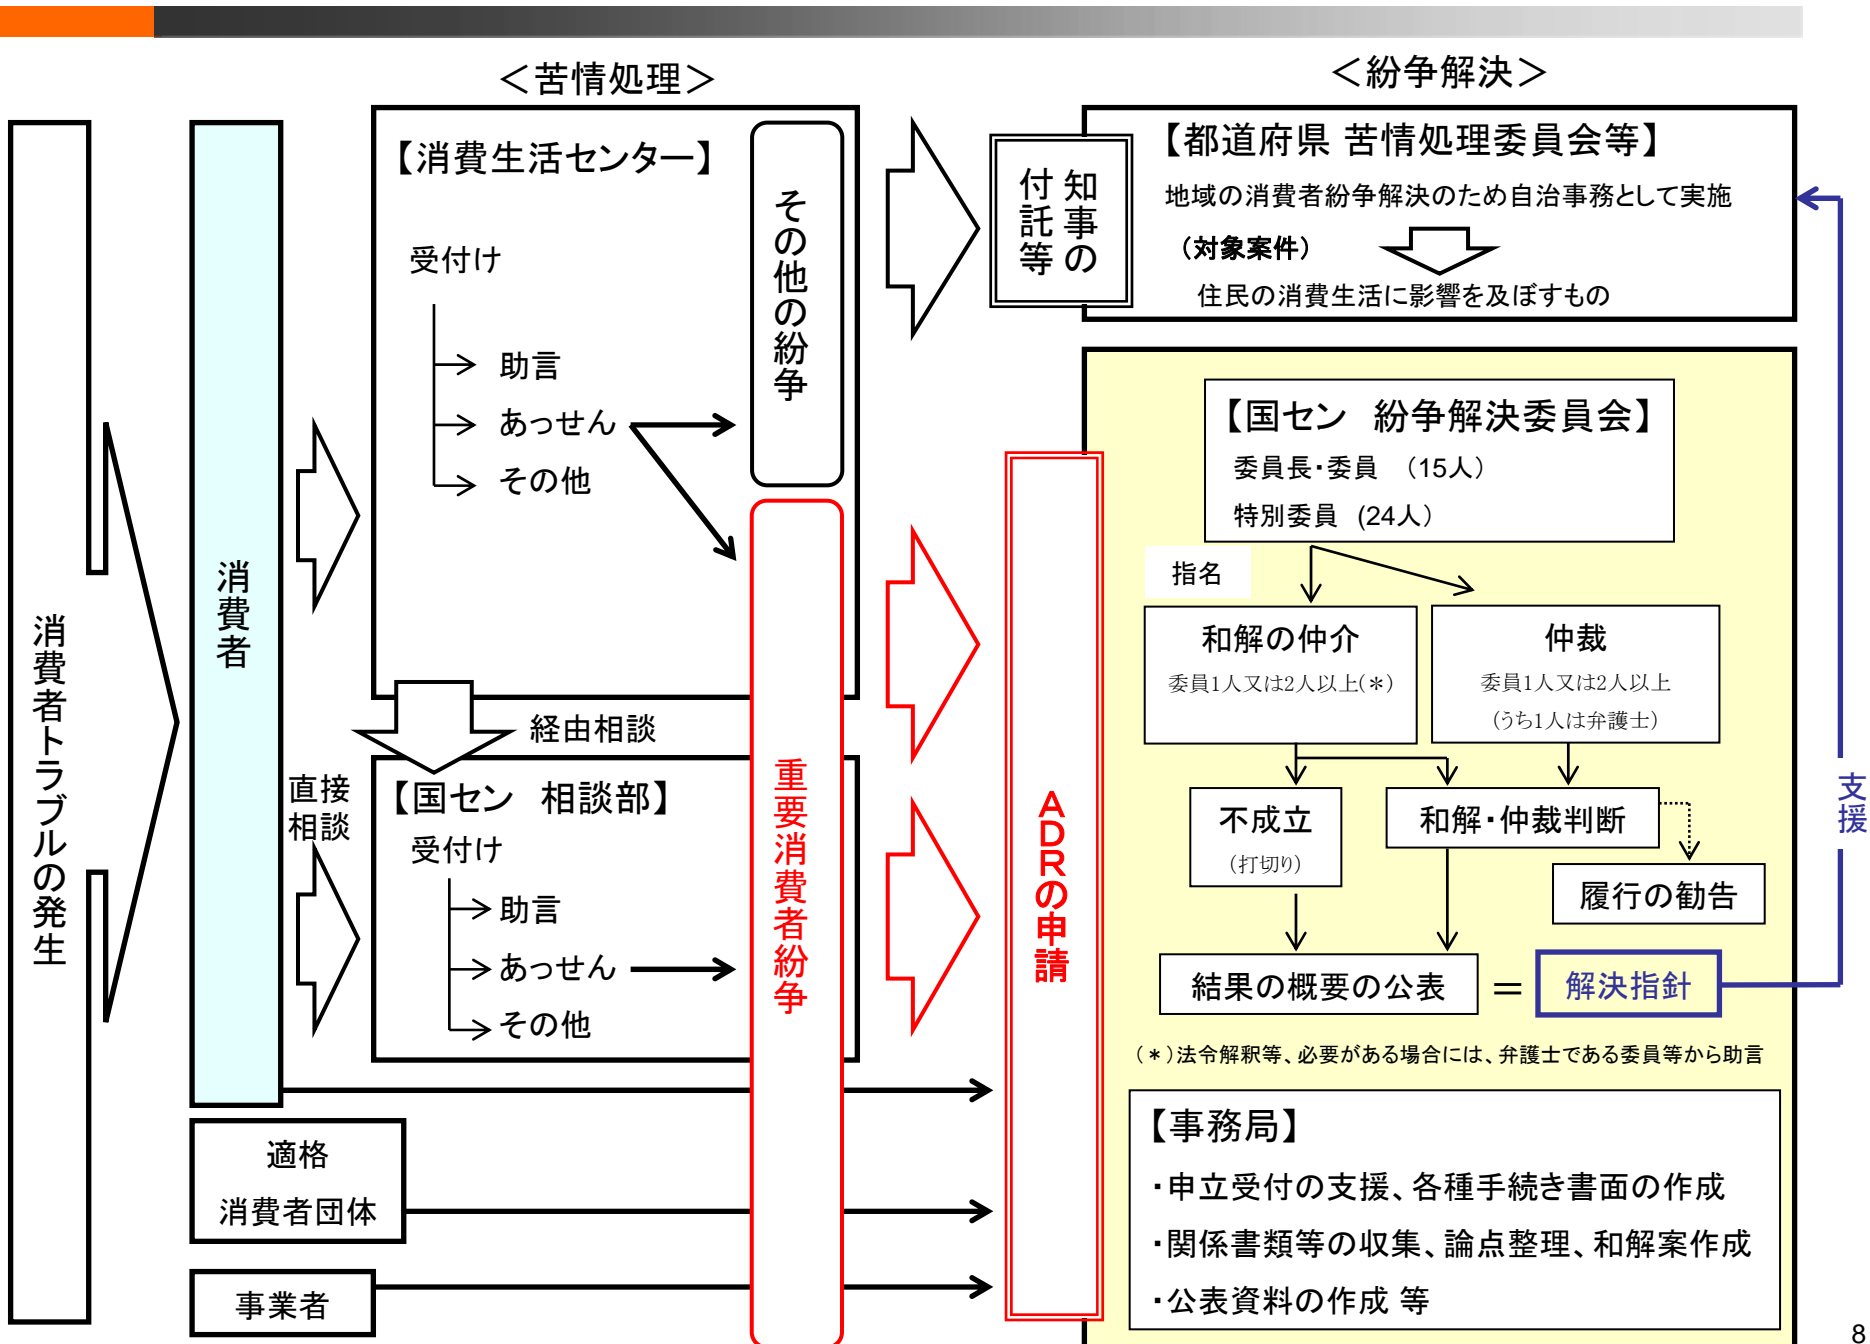 ＜苦情処理＞
＜紛争解決＞
消費者トラブルの発生
消費者
【消費生活センター】
受付け
助言
あっせん
その他
その他の紛争
知事の
付託等
【都道府県 苦情処理委員会等】
地域の消費者紛争解決のため自治事務として実施
（対象案件）
住民の消費生活に影響を及ぼすもの
経由相談
直接
相談
【国セン　相談部】
受付け
助言
あっせん
その他
重要消費者紛争
ADRの申請
【国セン　紛争解決委員会】
委員長・委員　（15人）
特別委員　(24人）
指名
和解の仲介
委員1人又は2人以上(＊)
仲裁
委員1人又は2人以上
（うち1人は弁護士）
不成立
（打切り）
和解・仲裁判断
履行の勧告
結果の概要の公表
＝
解決指針
支援
（＊）法令解釈等、必要がある場合には、弁護士である委員等から助言
【事務局】
・申立受付の支援、各種手続き書面の作成
・関係書類等の収集、論点整理、和解案作成
・公表資料の作成 等
適格
消費者団体
事業者
8